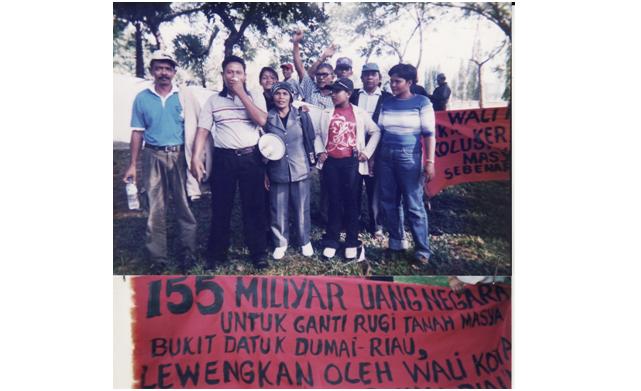 WALI
KOLUS KER
MASY
SEBENAR
155 MILIYAR UANG NEGARA
UNTUK GANTI RUGI TANAH MASYA
BUKIT DATUK DUMAI-RIAU,
LEWENGKAN OLEH WALI KOTA